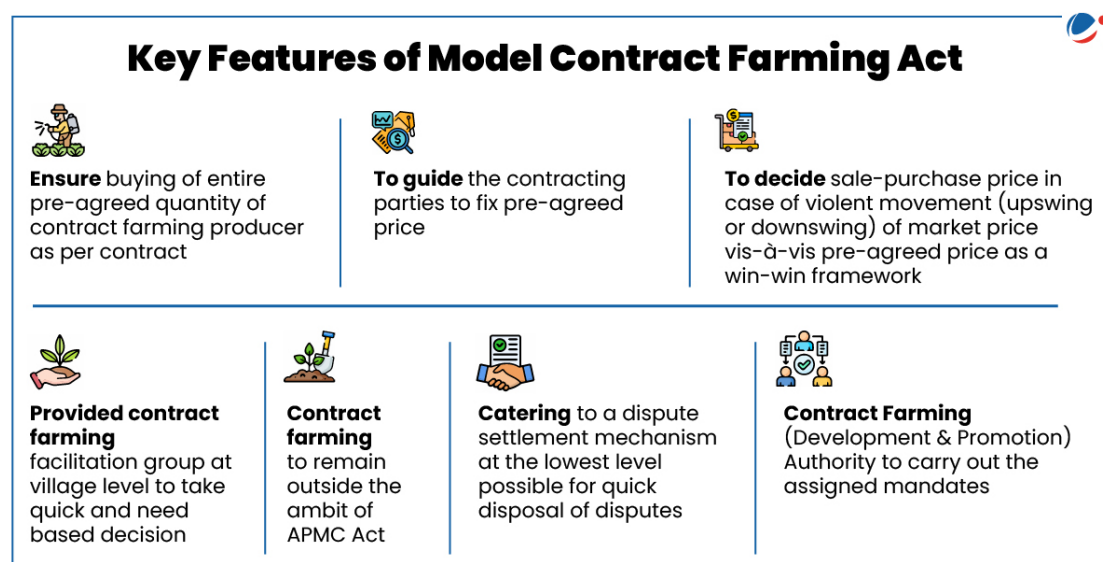 Key Features of Model Contract Farming Act
Ensure buying of entire
pre-agreed quantity of
contract farming producer
as per contract
To guide the contracting
parties to fix pre-agreed
price
To decide sale-purchase price in
case of violent movement (upswing
or downswing) of market price
vis-à-vis pre-agreed price as a
win-win framework
Provided contract
farming
facilitation group at
village level to take
quick and need
based decision
Contract
farming
to remain
outside the
ambit of
APMC Act
Catering to a dispute
settlement mechanism
at the lowest level
possible for quick
disposal of disputes
Contract Farming
(Development & Promotion)
Authority to carry out the
assigned mandates